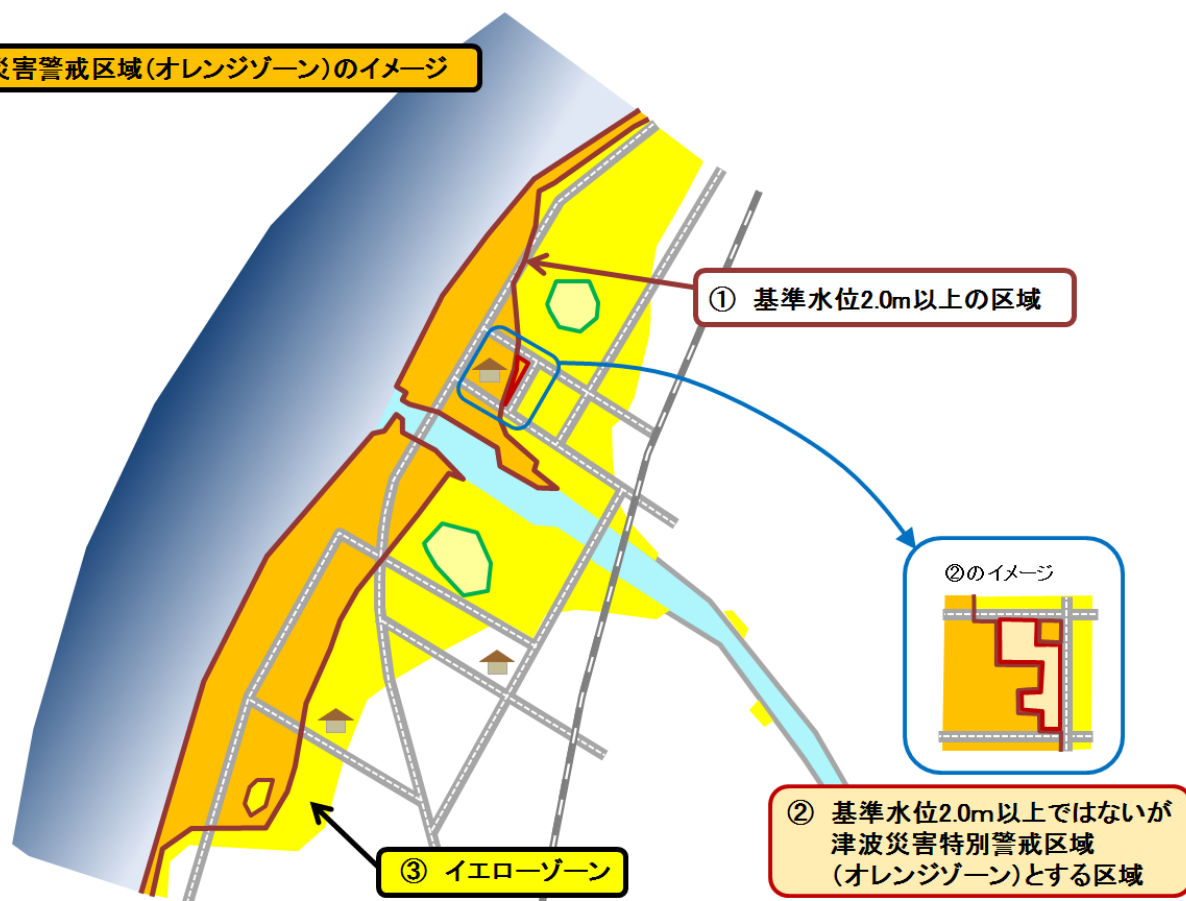 災害警戒区域(オレンジゾーン)のイメージ
① 基準水位2.0m以上の区域
②のイメージ
② 基準水位2.0m以上ではないが
津波災害特別警戒区域
(オレンジゾーン)とする区域
③ イエローゾーン